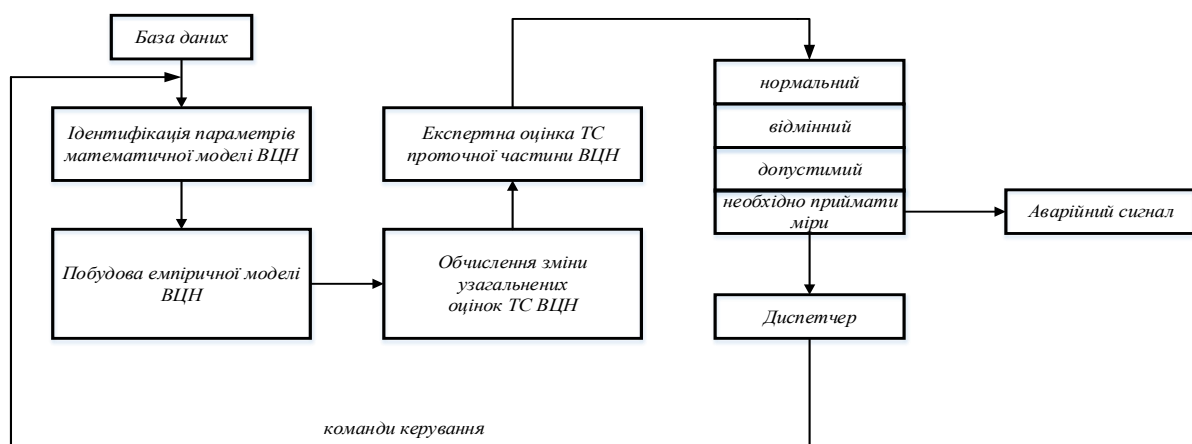 База даних
Ідентифікація параметрів
математичної моделі ВЦН
Побудова емпіричної моделі
ВЦН
Експертна оцінка ТС
проточної частини ВЦН
Обчислення зміни
узагальнених
оцінок ТС ВЦН
нормальний
відмінний
допустимий
необхідно приймати
міри
Аварійний сигнал
Диспетчер
команди керування